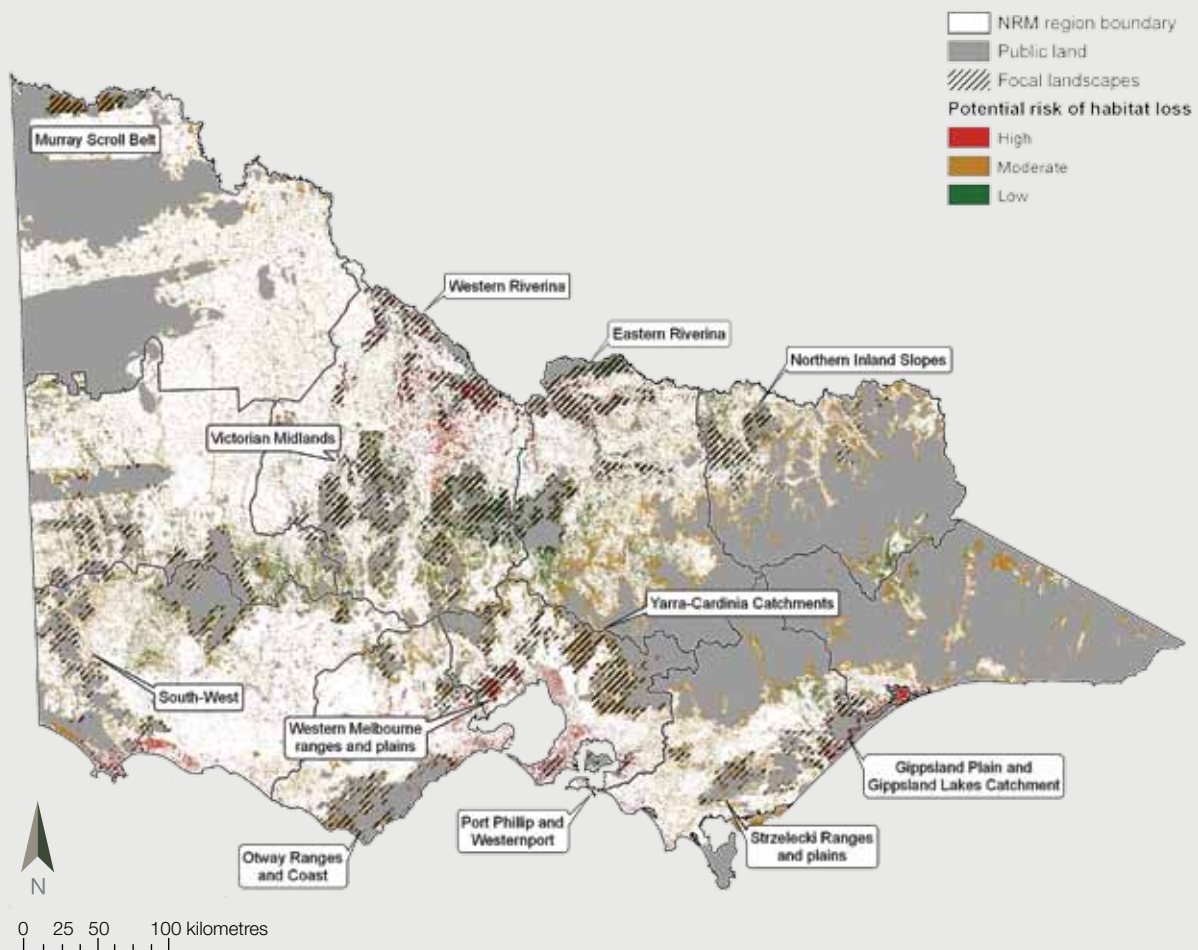 NRM region boundary
Public land
Focal landscapes
Potential risk of habitat loss
High
Moderate
Low
Murray Scroll Belt
Western Riverina
Eastern Riverina
Northern Inland Slopes
Victorian Midlands
Yarra-Cardinia Catchments
South-West
Western Melbourne
ranges and plains
Gippsland Plain and
Gippsland Lakes Catchment
Port Phillip and
Westernport
Strzelecki Ranges
and plains
Otway Ranges
and Coast
N
0 25 50 100 kilometres